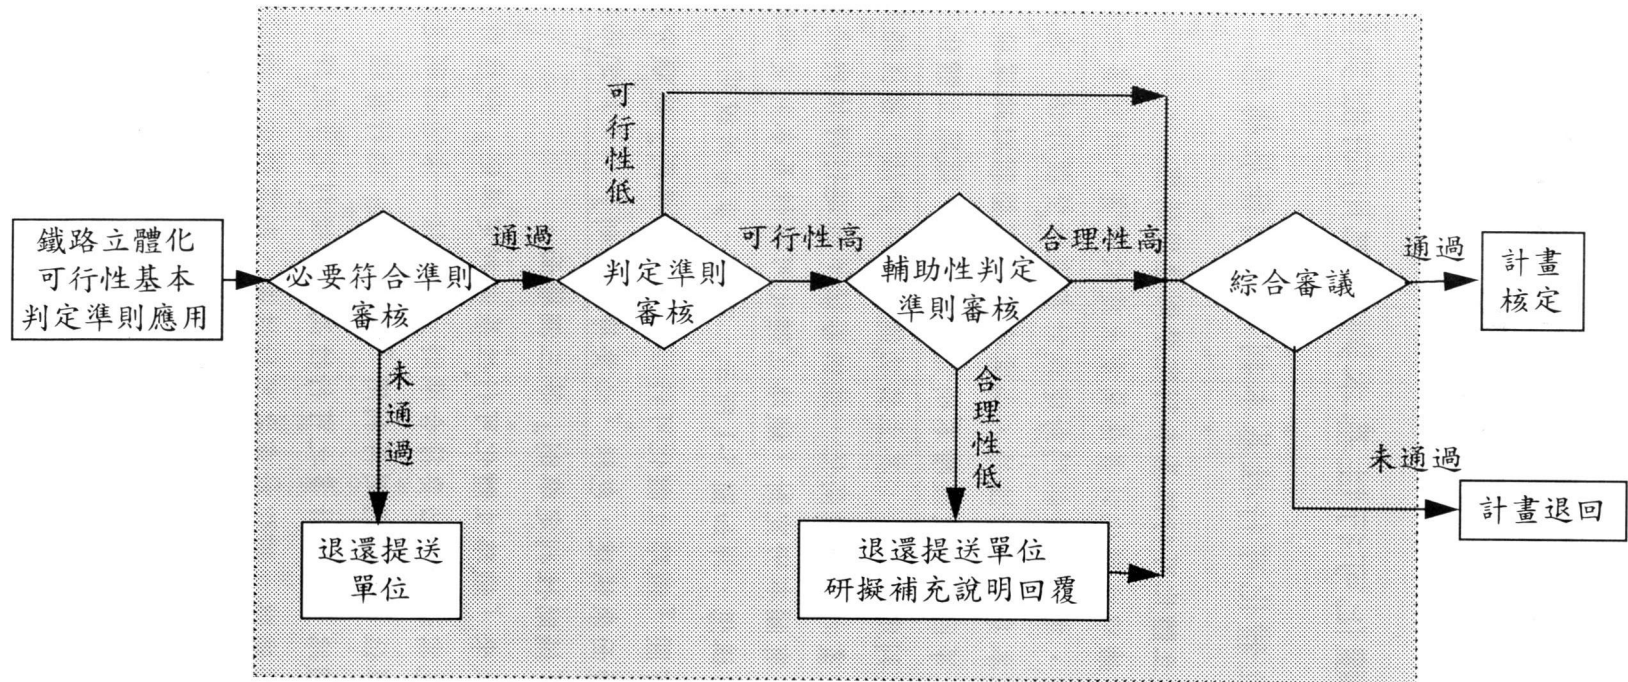 鐵路立體化
可行性基本
判定準則應用
必要符合準則
審核
通過
未通過
退還提送
單位
判定準則
審核
可行性低
可行性高
輔助性判定
準則審核
合理性高
合理性低
退還提送單位
研擬補充說明回覆
綜合審議
通過
計畫
核定
未通過
計畫退回